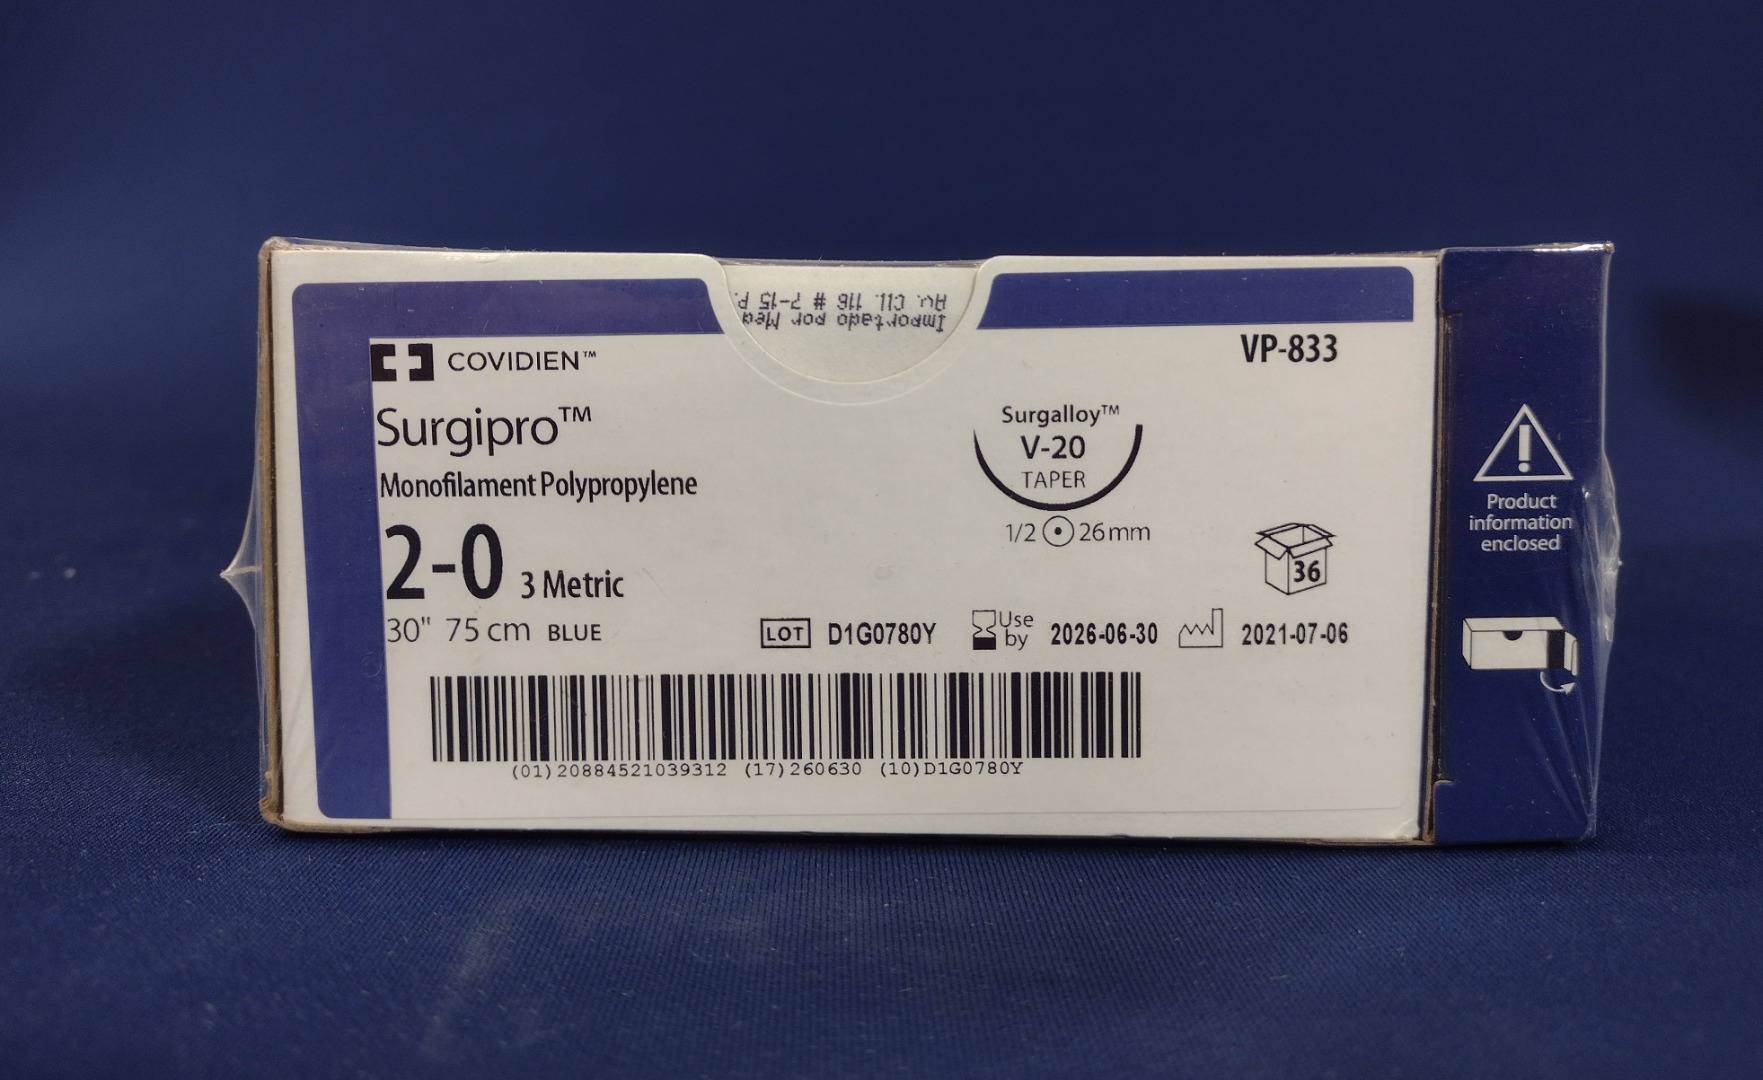 Importado por Med
Av. Cll. 116 # 7-15 P.
COVIDIEN™
VP-833
Surgipro™
Monofilament Polypropylene
2-0 3 Metric
30" 75 cm BLUE
Surgalloy™
V-20
TAPER
1/2 26 mm
36
LOT D1G0780Y Use by 2026-06-30 2021-07-06
(01)20884521039312 (17)260630 (10)D1G0780Y
!
Product
information
enclosed